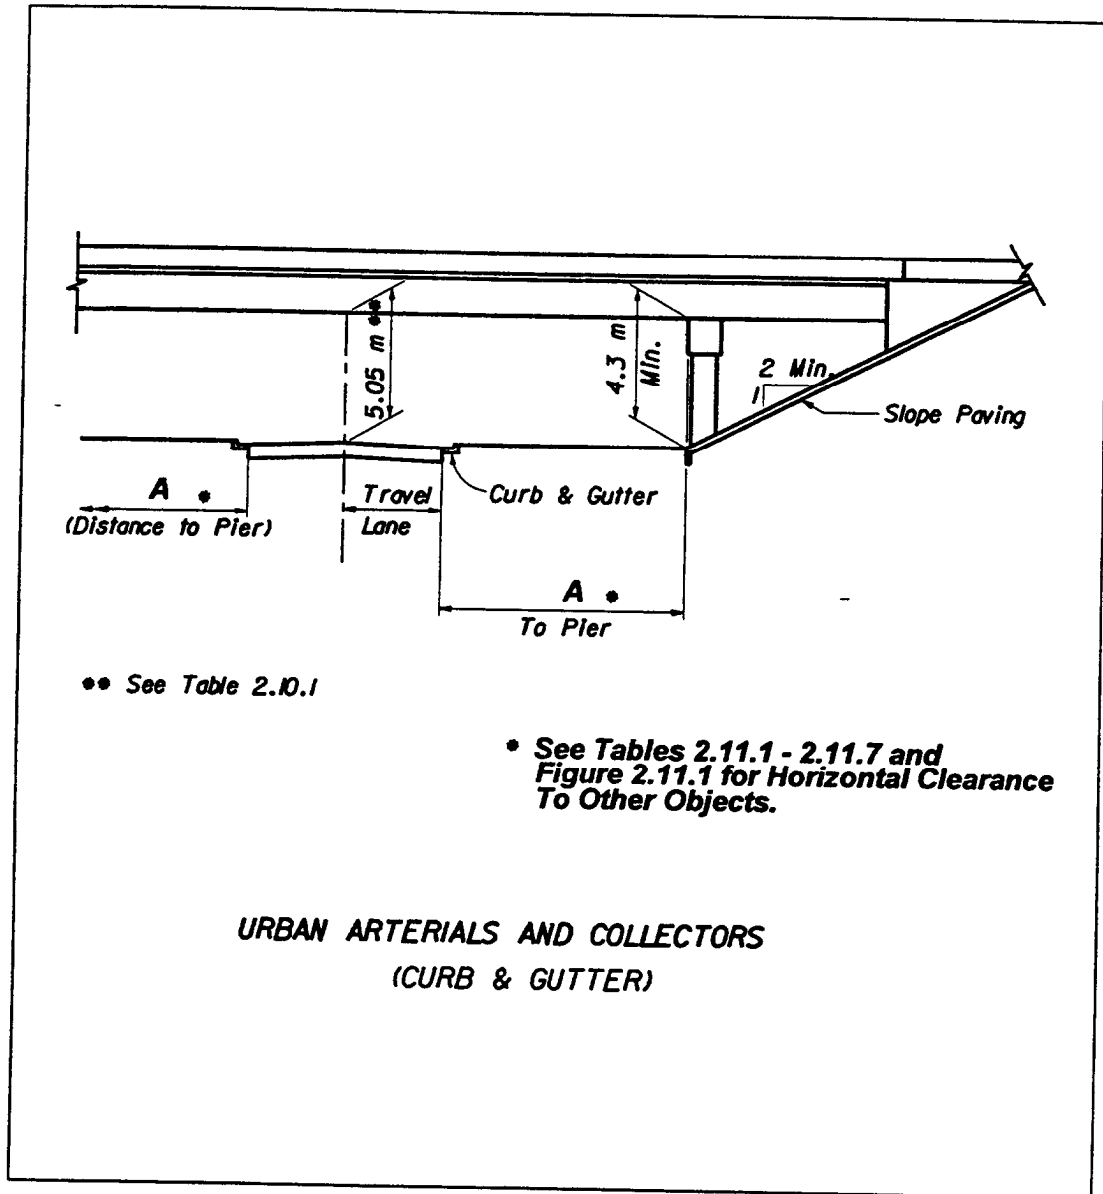 5.05 m **
4.3 m
Min.
2 Min.
1
Slope Paving
A *
(Distance to Pier)
Travel
Lane
Curb & Gutter
A *
To Pier
** See Table 2.10.1
* See Tables 2.11.1 - 2.11.7 and
Figure 2.11.1 for Horizontal Clearance
To Other Objects.
URBAN ARTERIALS AND COLLECTORS
(CURB & GUTTER)